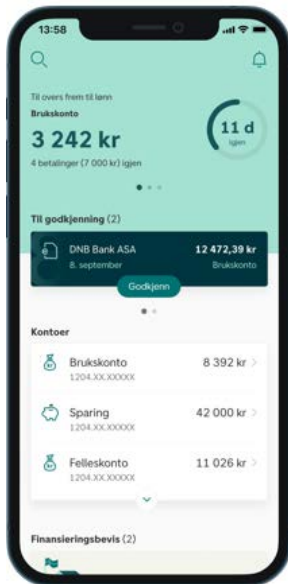 13:58
Til overs frem til lønn
Brukskonto
3 242 kr
4 betalinger (7 000 kr) igjen
11 d
igjen
Til godkjenning (2)
DNB Bank ASA 12 472,39 kr
8. september Brukskonto
Godkjenn
Kontoer
Brukskonto 8 392 kr
1204.XX.XXXXX
Sparing 42 000 kr
1204.XX.XXXXX
Felleskonto 11 026 kr
1204.XX.XXXXX
Finansieringsbevis (2)